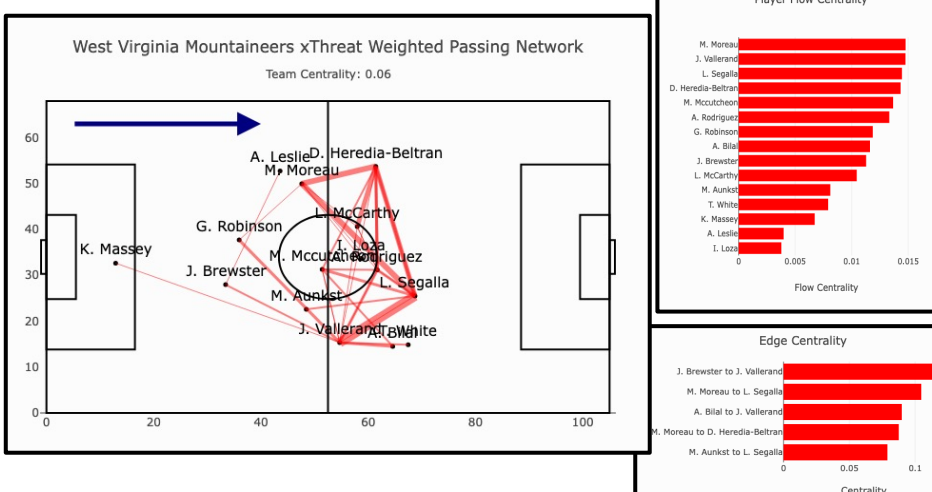 West Virginia Mountaineers xThreat Weighted Passing Network
Team Centrality: 0.06
A. Leslie
D. Heredia-Beltran
M. Moreau
L. McCarthy
G. Robinson
I. Loza
K. Massey
M. Mccutcheon
A. Rodriguez
J. Brewster
L. Segalla
M. Aunkst
J. Vallerand
T. White
A. Bilal
60
50
40
30
20
10
0
0 20 40 60 80 100
Player Flow Centrality
M. Moreau
J. Vallerand
L. Segalla
D. Heredia-Beltran
M. Mccutcheon
A. Rodriguez
G. Robinson
A. Bilal
J. Brewster
L. McCarthy
M. Aunkst
T. White
K. Massey
A. Leslie
I. Loza
0 0.005 0.01 0.015
Flow Centrality
Edge Centrality
J. Brewster to J. Vallerand
M. Moreau to L. Segalla
A. Bilal to J. Vallerand
M. Moreau to D. Heredia-Beltran
M. Aunkst to L. Segalla
0 0.05 0.1
Centrality